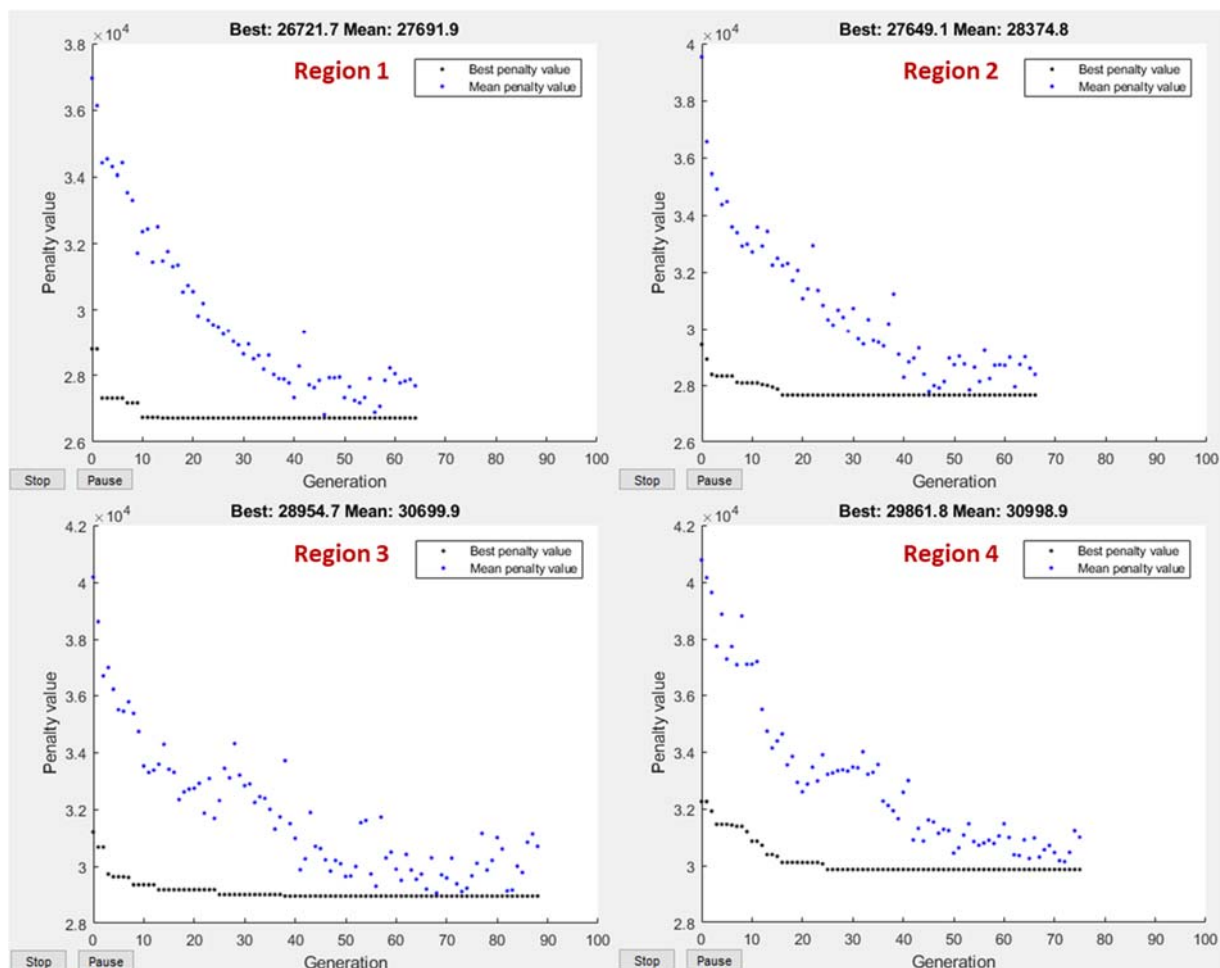 Best: 26721.7 Mean: 27691.9
×10⁴
Region 1
Best penalty value
Mean penalty value
3.8
3.6
3.4
3.2
3
2.8
2.6
Penalty value
0 10 20 30 40 50 60 70 80 90 100
Generation
Stop Pause
Best: 27649.1 Mean: 28374.8
×10⁴
Region 2
Best penalty value
Mean penalty value
4
3.8
3.6
3.4
3.2
3
2.8
2.6
Penalty value
0 10 20 30 40 50 60 70 80 90 100
Generation
Stop Pause
Best: 28954.7 Mean: 30699.9
×10⁴
Region 3
Best penalty value
Mean penalty value
4.2
4
3.8
3.6
3.4
3.2
3
2.8
Penalty value
0 10 20 30 40 50 60 70 80 90 100
Generation
Stop Pause
Best: 29861.8 Mean: 30998.9
×10⁴
Region 4
Best penalty value
Mean penalty value
4.2
4
3.8
3.6
3.4
3.2
3
2.8
Penalty value
0 10 20 30 40 50 60 70 80 90 100
Generation
Stop Pause